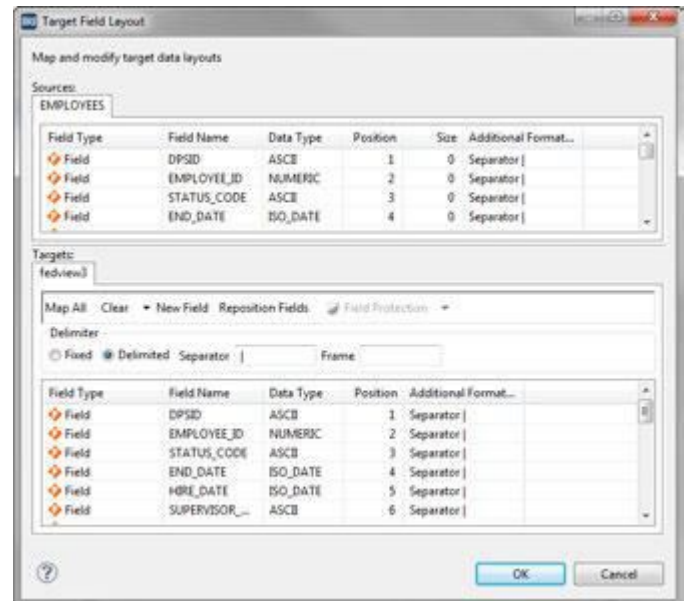 Target Field Layout
Map and modify target data layouts
Sources:
EMPLOYEES
Field Type Field Name Data Type Position Size Additional Format...
Field DPSID ASCII 1 0 Separator |
Field EMPLOYEE_ID NUMERIC 2 0 Separator |
Field STATUS_CODE ASCII 3 0 Separator |
Field END_DATE ISO_DATE 4 0 Separator |
Targets:
fedview3
Map All Clear New Field Reposition Fields Field Protection
Delimiter
Fixed Delimited Separator | Frame
Field Type Field Name Data Type Position Additional Format...
Field DPSID ASCII 1 Separator |
Field EMPLOYEE_ID NUMERIC 2 Separator |
Field STATUS_CODE ASCII 3 Separator |
Field END_DATE ISO_DATE 4 Separator |
Field HIRE_DATE ISO_DATE 5 Separator |
Field SUPERVISOR_... ASCII 6 Separator |
? OK Cancel